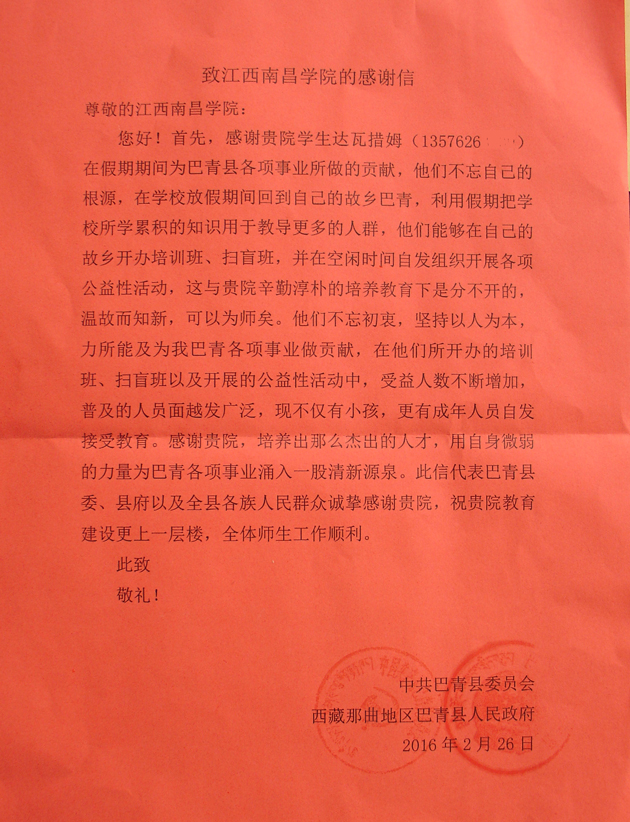 致江西南昌学院的感谢信
尊敬的江西南昌学院：
您好！首先，感谢贵院学生达瓦措姆（1357626）
在假期期间为巴青县各项事业所做的贡献，他们不忘自己的
根源，在学校放假期间回到自己的故乡巴青，利用假期把学
校所学累积的知识用于教导更多的人群，他们能够在自己的
故乡开办培训班、扫盲班，并在空闲时间自发组织开展各项
公益性活动，这与贵院辛勤淳朴的培养教育下是分不开的，
温故而知新，可以为师矣。他们不忘初衷，坚持以人为本，
力所能及为我巴青各项事业做贡献，在他们所开办的培训
班、扫盲班以及开展的公益性活动中，受益人数不断增加，
普及的人员面越发广泛，现不仅有小孩，更有成年人员自发
接受教育。感谢贵院，培养出那么杰出的人才，用自身微弱
的力量为巴青各项事业涌入一股清新源泉。此信代表巴青县
委、县府以及全县各族人民群众诚挚感谢贵院，祝贵院教育
建设更上一层楼，全体师生工作顺利。
此致
敬礼！
中共巴青县委员会
西藏那曲地区巴青县人民政府
2016年2月26日